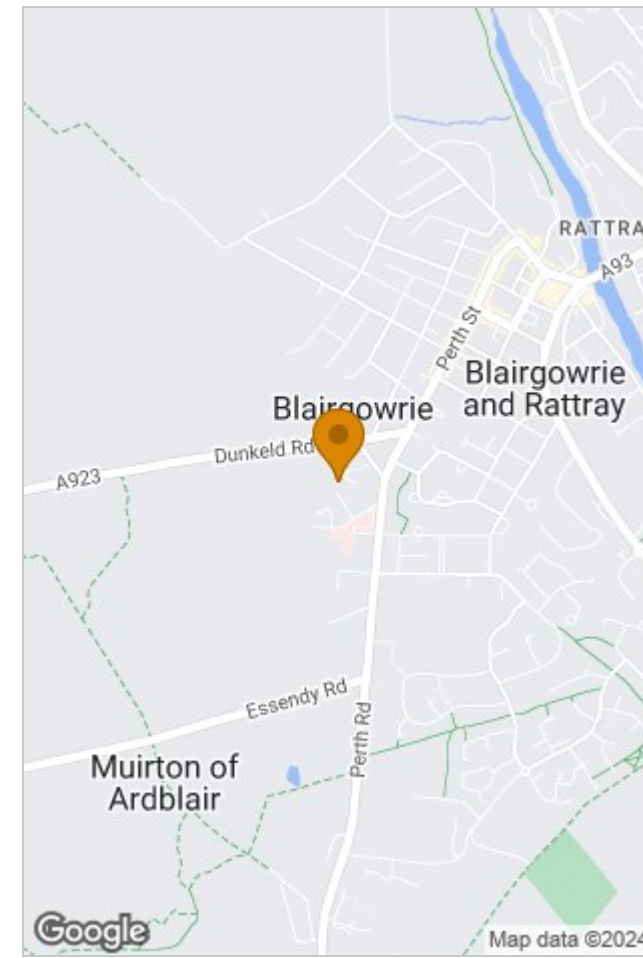 RATTRA
A93
Perth St
Blairgowrie
and Rattray
Blairgowrie
Dunkeld Rd
A923
Essendy Rd
Perth Rd
Muirton of
Ardblair
Google
Map data ©2024